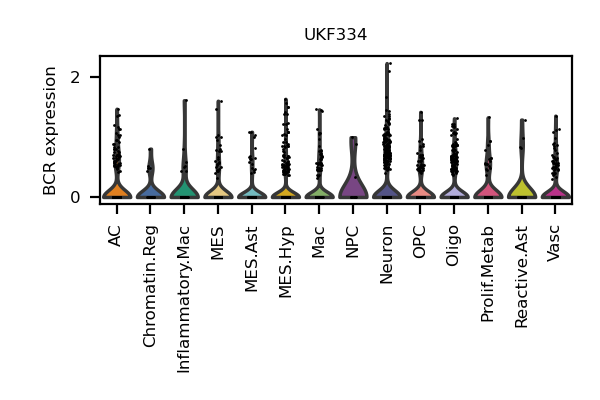 UKF334
BCR expression
2
0
AC
Chromatin.Reg
Inflammatory.Mac
MES
MES.Ast
MES.Hyp
Mac
NPC
Neuron
OPC
Oligo
Prolif.Metab
Reactive.Ast
Vasc